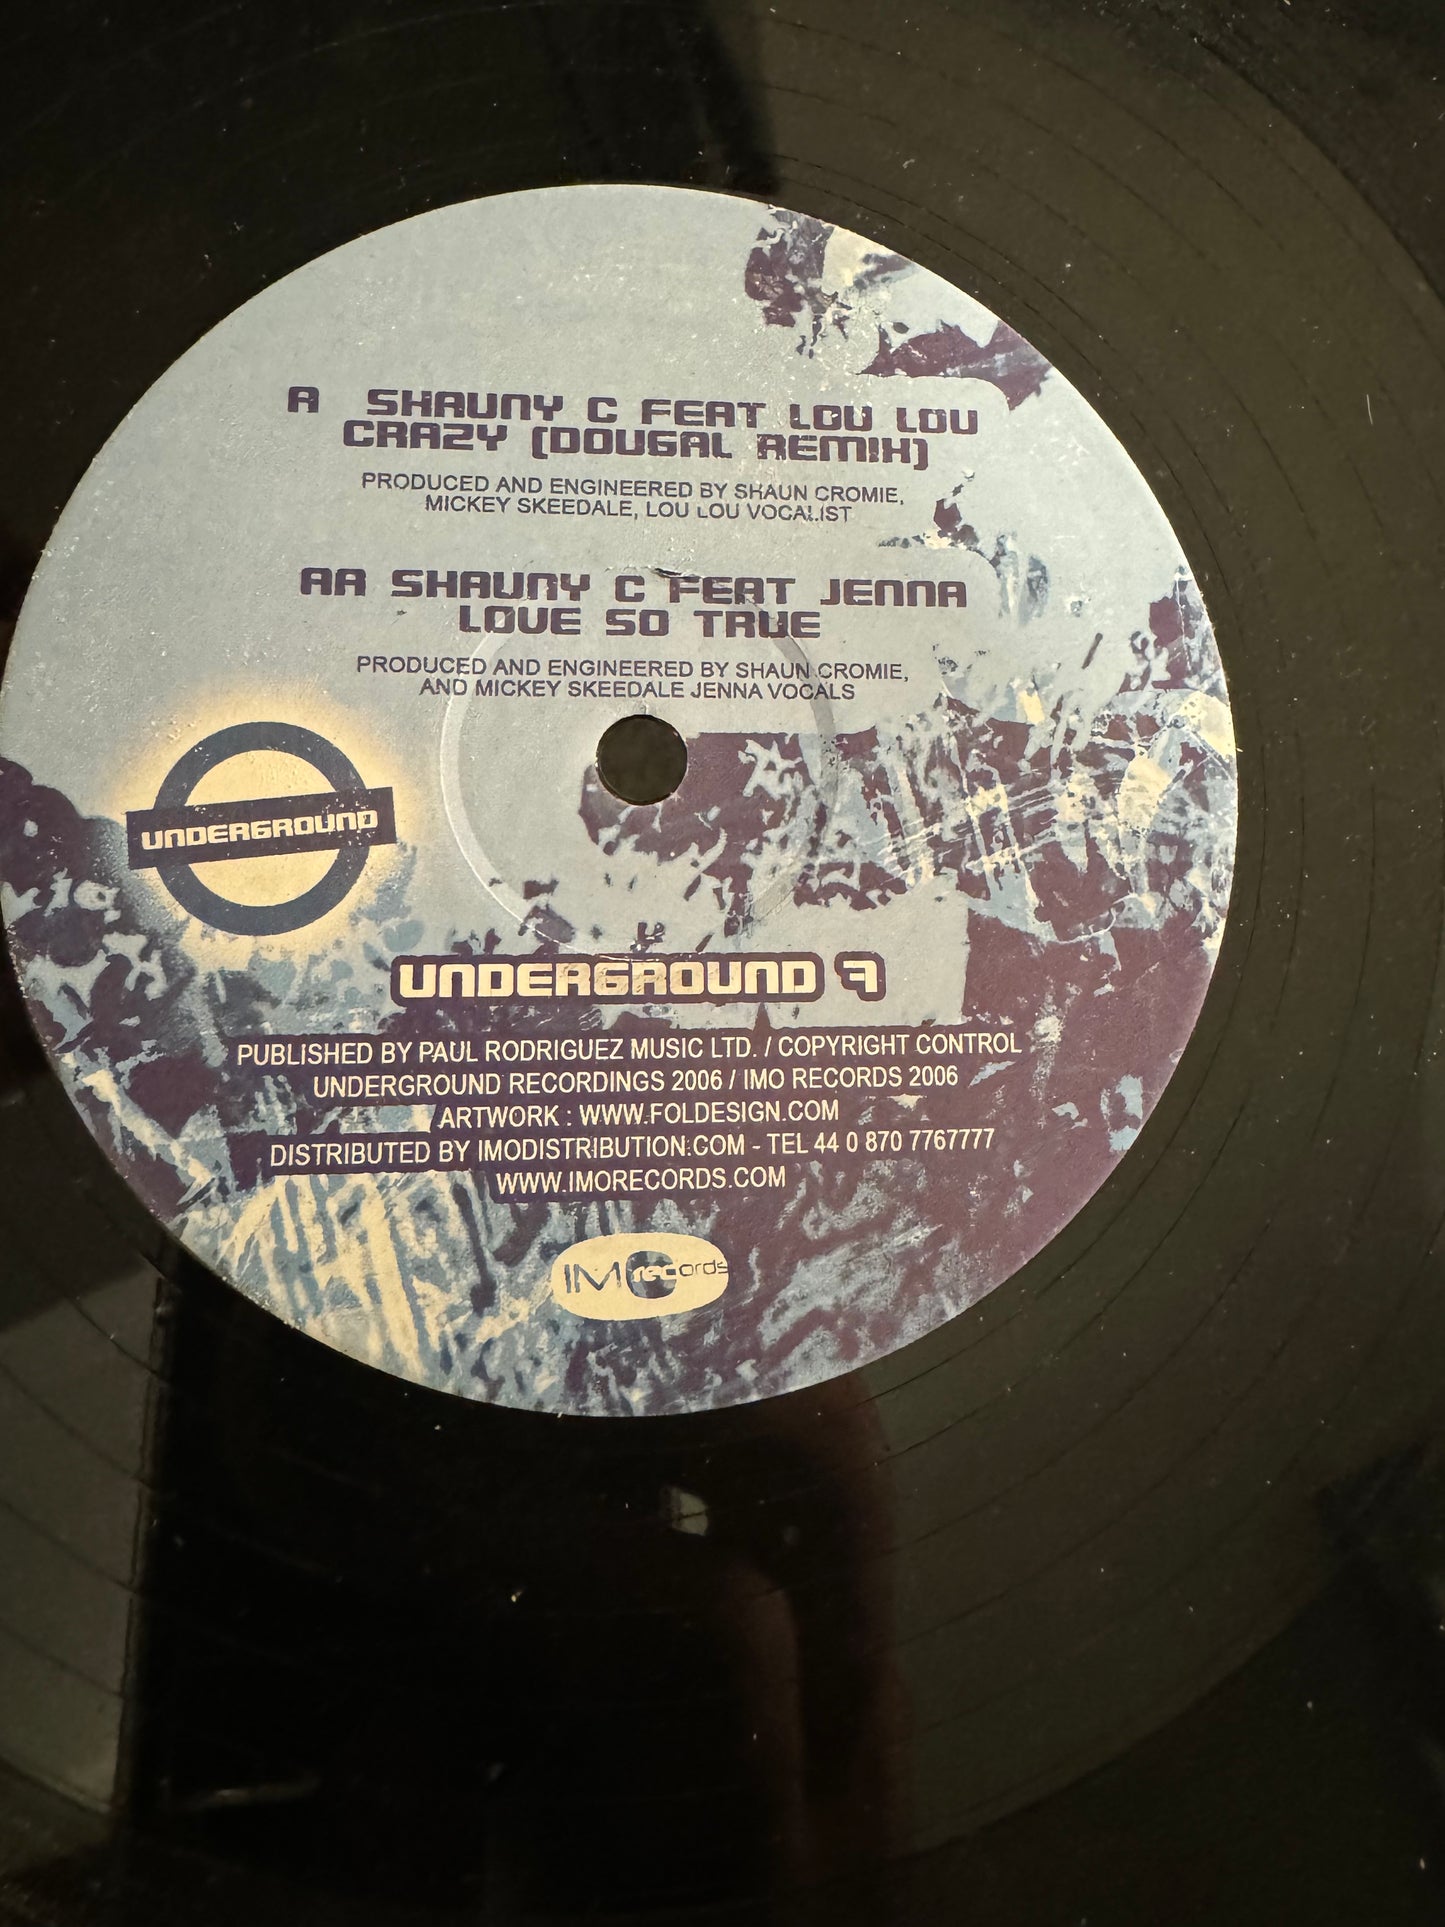 A SHAUNY C FEAT LOU LOU
CRAZY (DOUGAL REMIX)
PRODUCED AND ENGINEERED BY SHAUN CROMIE,
MICKEY SKEEDALE, LOU LOU VOCALIST
AA SHAUNY C FEAT JENNA
LOVE SO TRUE
PRODUCED AND ENGINEERED BY SHAUN CROMIE,
AND MICKEY SKEEDALE JENNA VOCALS
UNDERGROUND
UNDERGROUND 7
PUBLISHED BY PAUL RODRIGUEZ MUSIC LTD. / COPYRIGHT CONTROL
UNDERGROUND RECORDINGS 2006 / IMO RECORDS 2006
ARTWORK : WWW.FOLDESIGN.COM
DISTRIBUTED BY IMODISTRIBUTION.COM - TEL 44 0 870 7767777
WWW.IMORECORDS.COM
IMO records